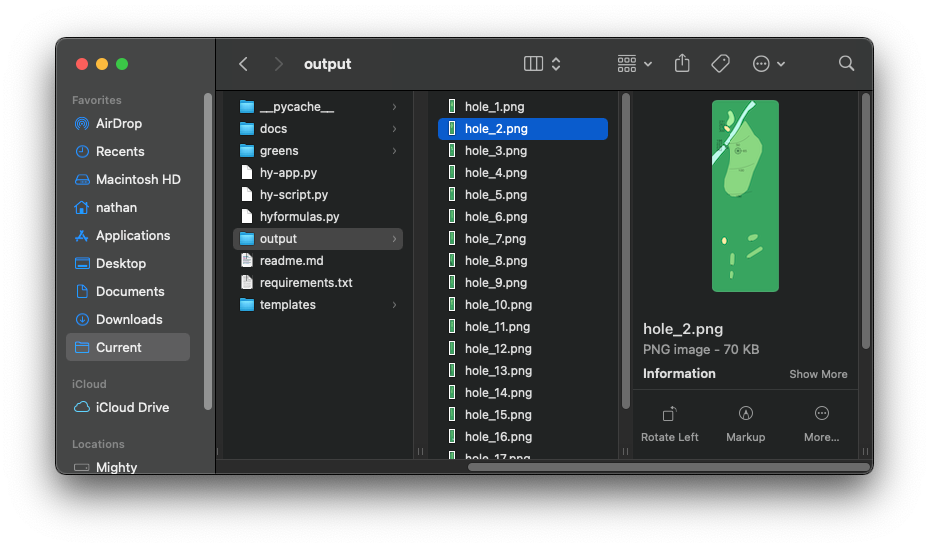 output
Favorites
AirDrop
Recents
Macintosh HD
nathan
Applications
Desktop
Documents
Downloads
Current
iCloud
iCloud Drive
Locations
Mighty
__pycache__
docs
greens
hy-app.py
hy-script.py
hyformulas.py
output
readme.md
requirements.txt
templates
hole_1.png
hole_2.png
hole_3.png
hole_4.png
hole_5.png
hole_6.png
hole_7.png
hole_8.png
hole_9.png
hole_10.png
hole_11.png
hole_12.png
hole_13.png
hole_14.png
hole_15.png
hole_16.png
hole_17.png
hole_2.png
PNG image - 70 KB
Information Show More
Rotate Left Markup More...